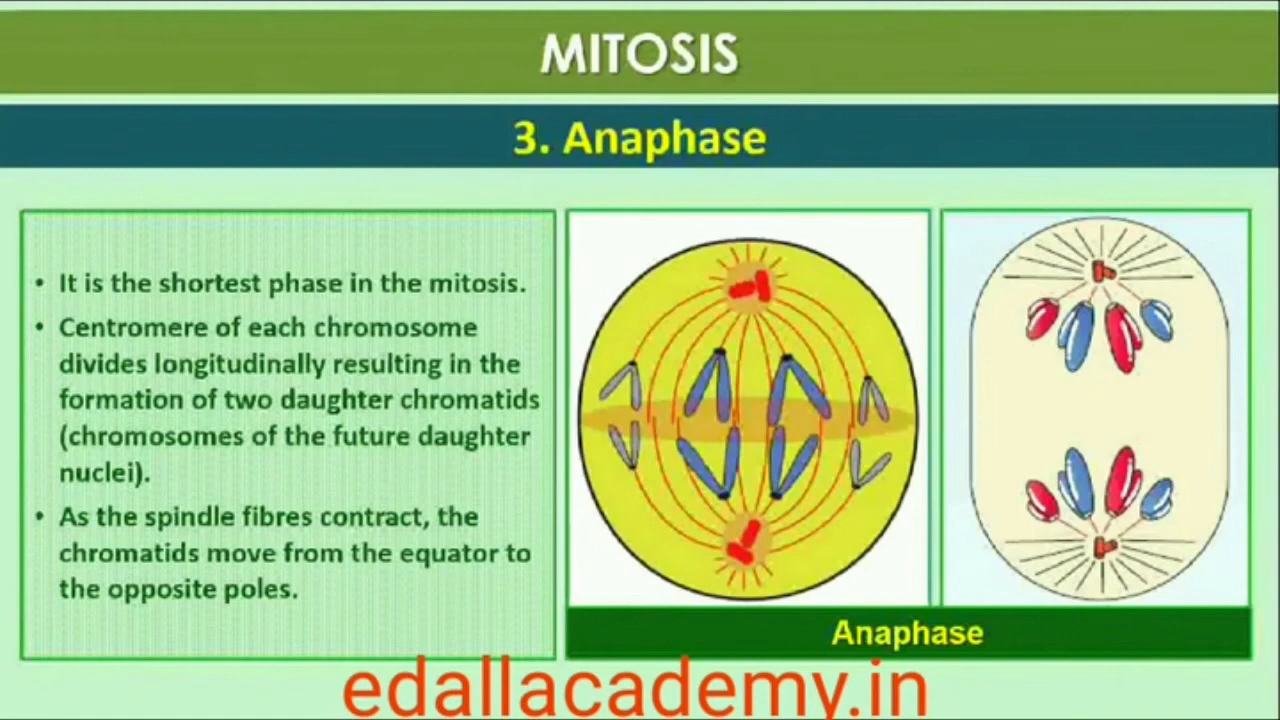 MITOSIS
3. Anaphase
• It is the shortest phase in the mitosis.
• Centromere of each chromosome
divides longitudinally resulting in the
formation of two daughter chromatids
(chromosomes of the future daughter
nuclei).
• As the spindle fibres contract, the
chromatids move from the equator to
the opposite poles.
Anaphase
edallacademy.in